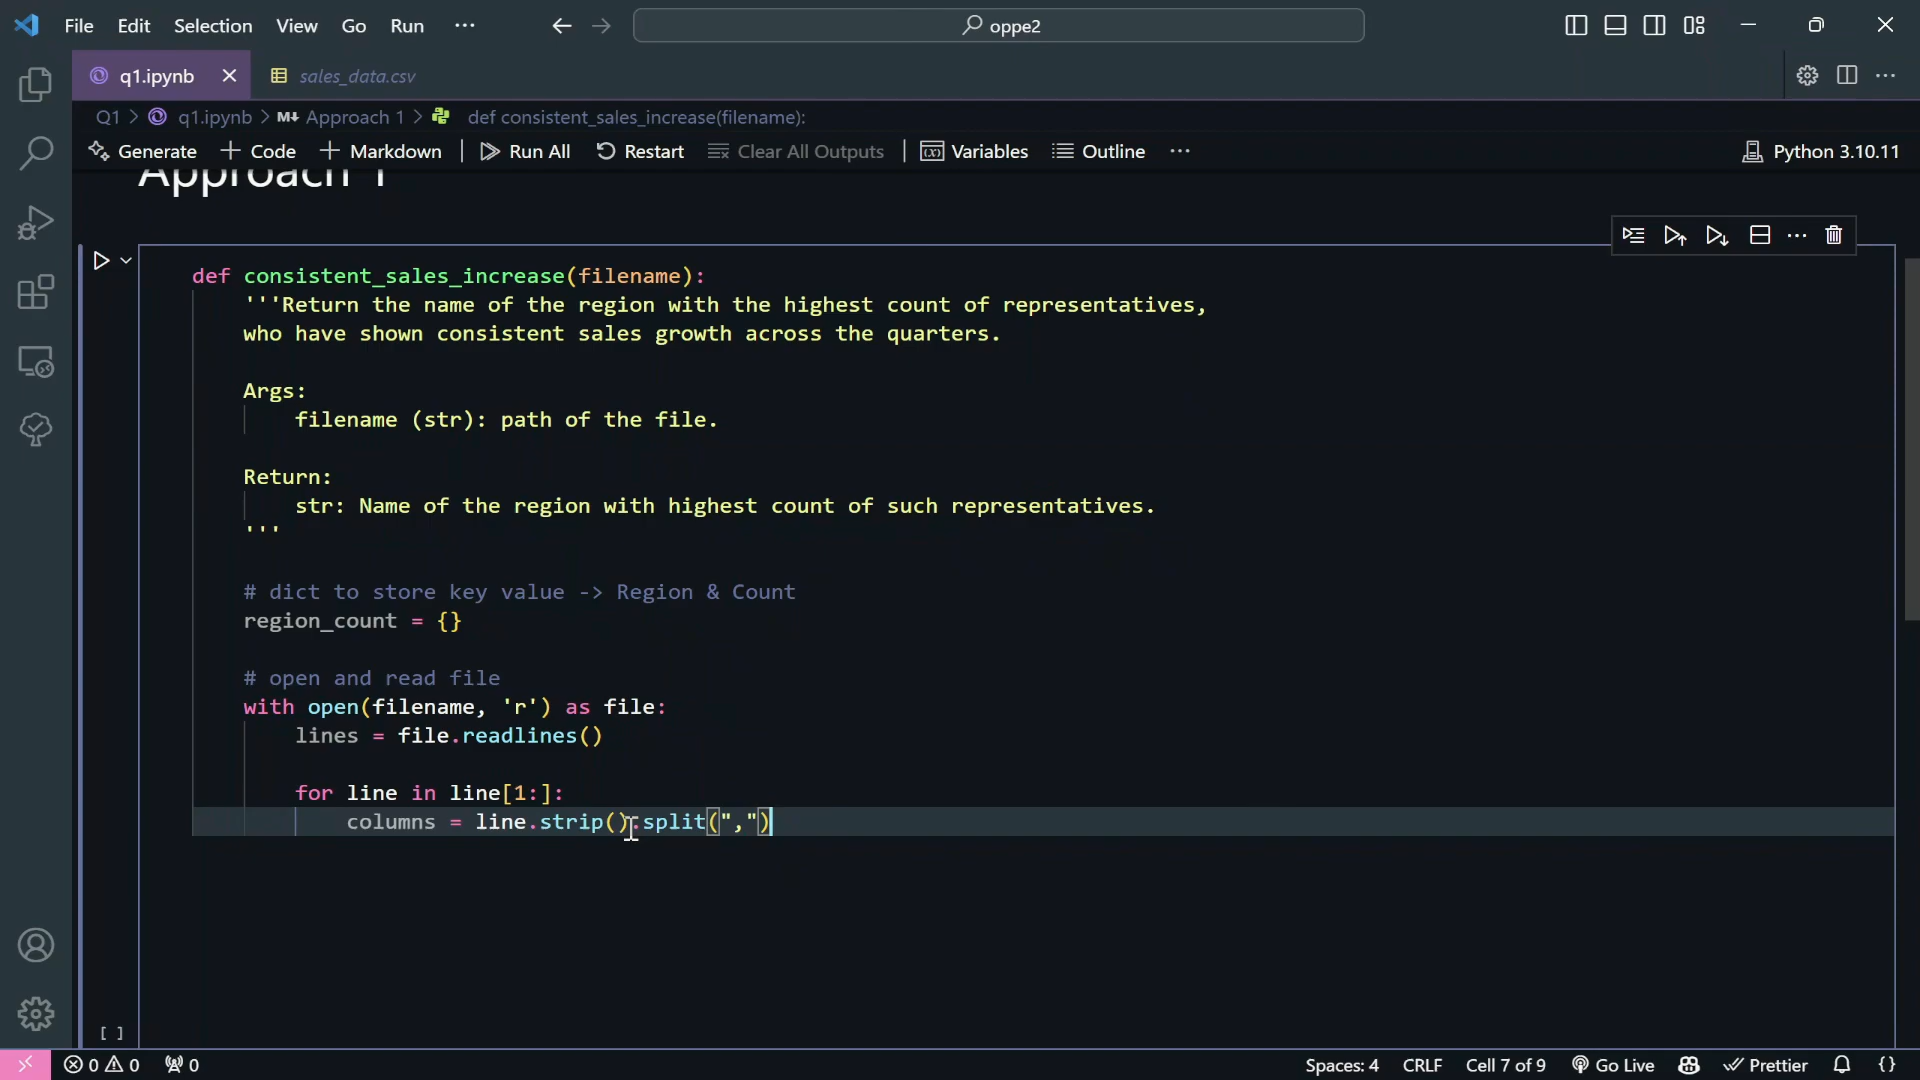 File Edit Selection View Go Run ··· oppe2
q1.ipynb sales_data.csv
Q1 > q1.ipynb > M↓ Approach 1 > def consistent_sales_increase(filename):
Generate + Code + Markdown Run All Restart Clear All Outputs Variables Outline ··· Python 3.10.11
Approach 1
def consistent_sales_increase(filename):
'''Return the name of the region with the highest count of representatives,
who have shown consistent sales growth across the quarters.
Args:
filename (str): path of the file.
Return:
str: Name of the region with highest count of such representatives.
'''
# dict to store key value -> Region & Count
region_count = {}
# open and read file
with open(filename, 'r') as file:
lines = file.readlines()
for line in line[1:]:
columns = line.strip().split(",")
[ ]
0 0 0 Spaces: 4 CRLF Cell 7 of 9 Go Live Prettier {}